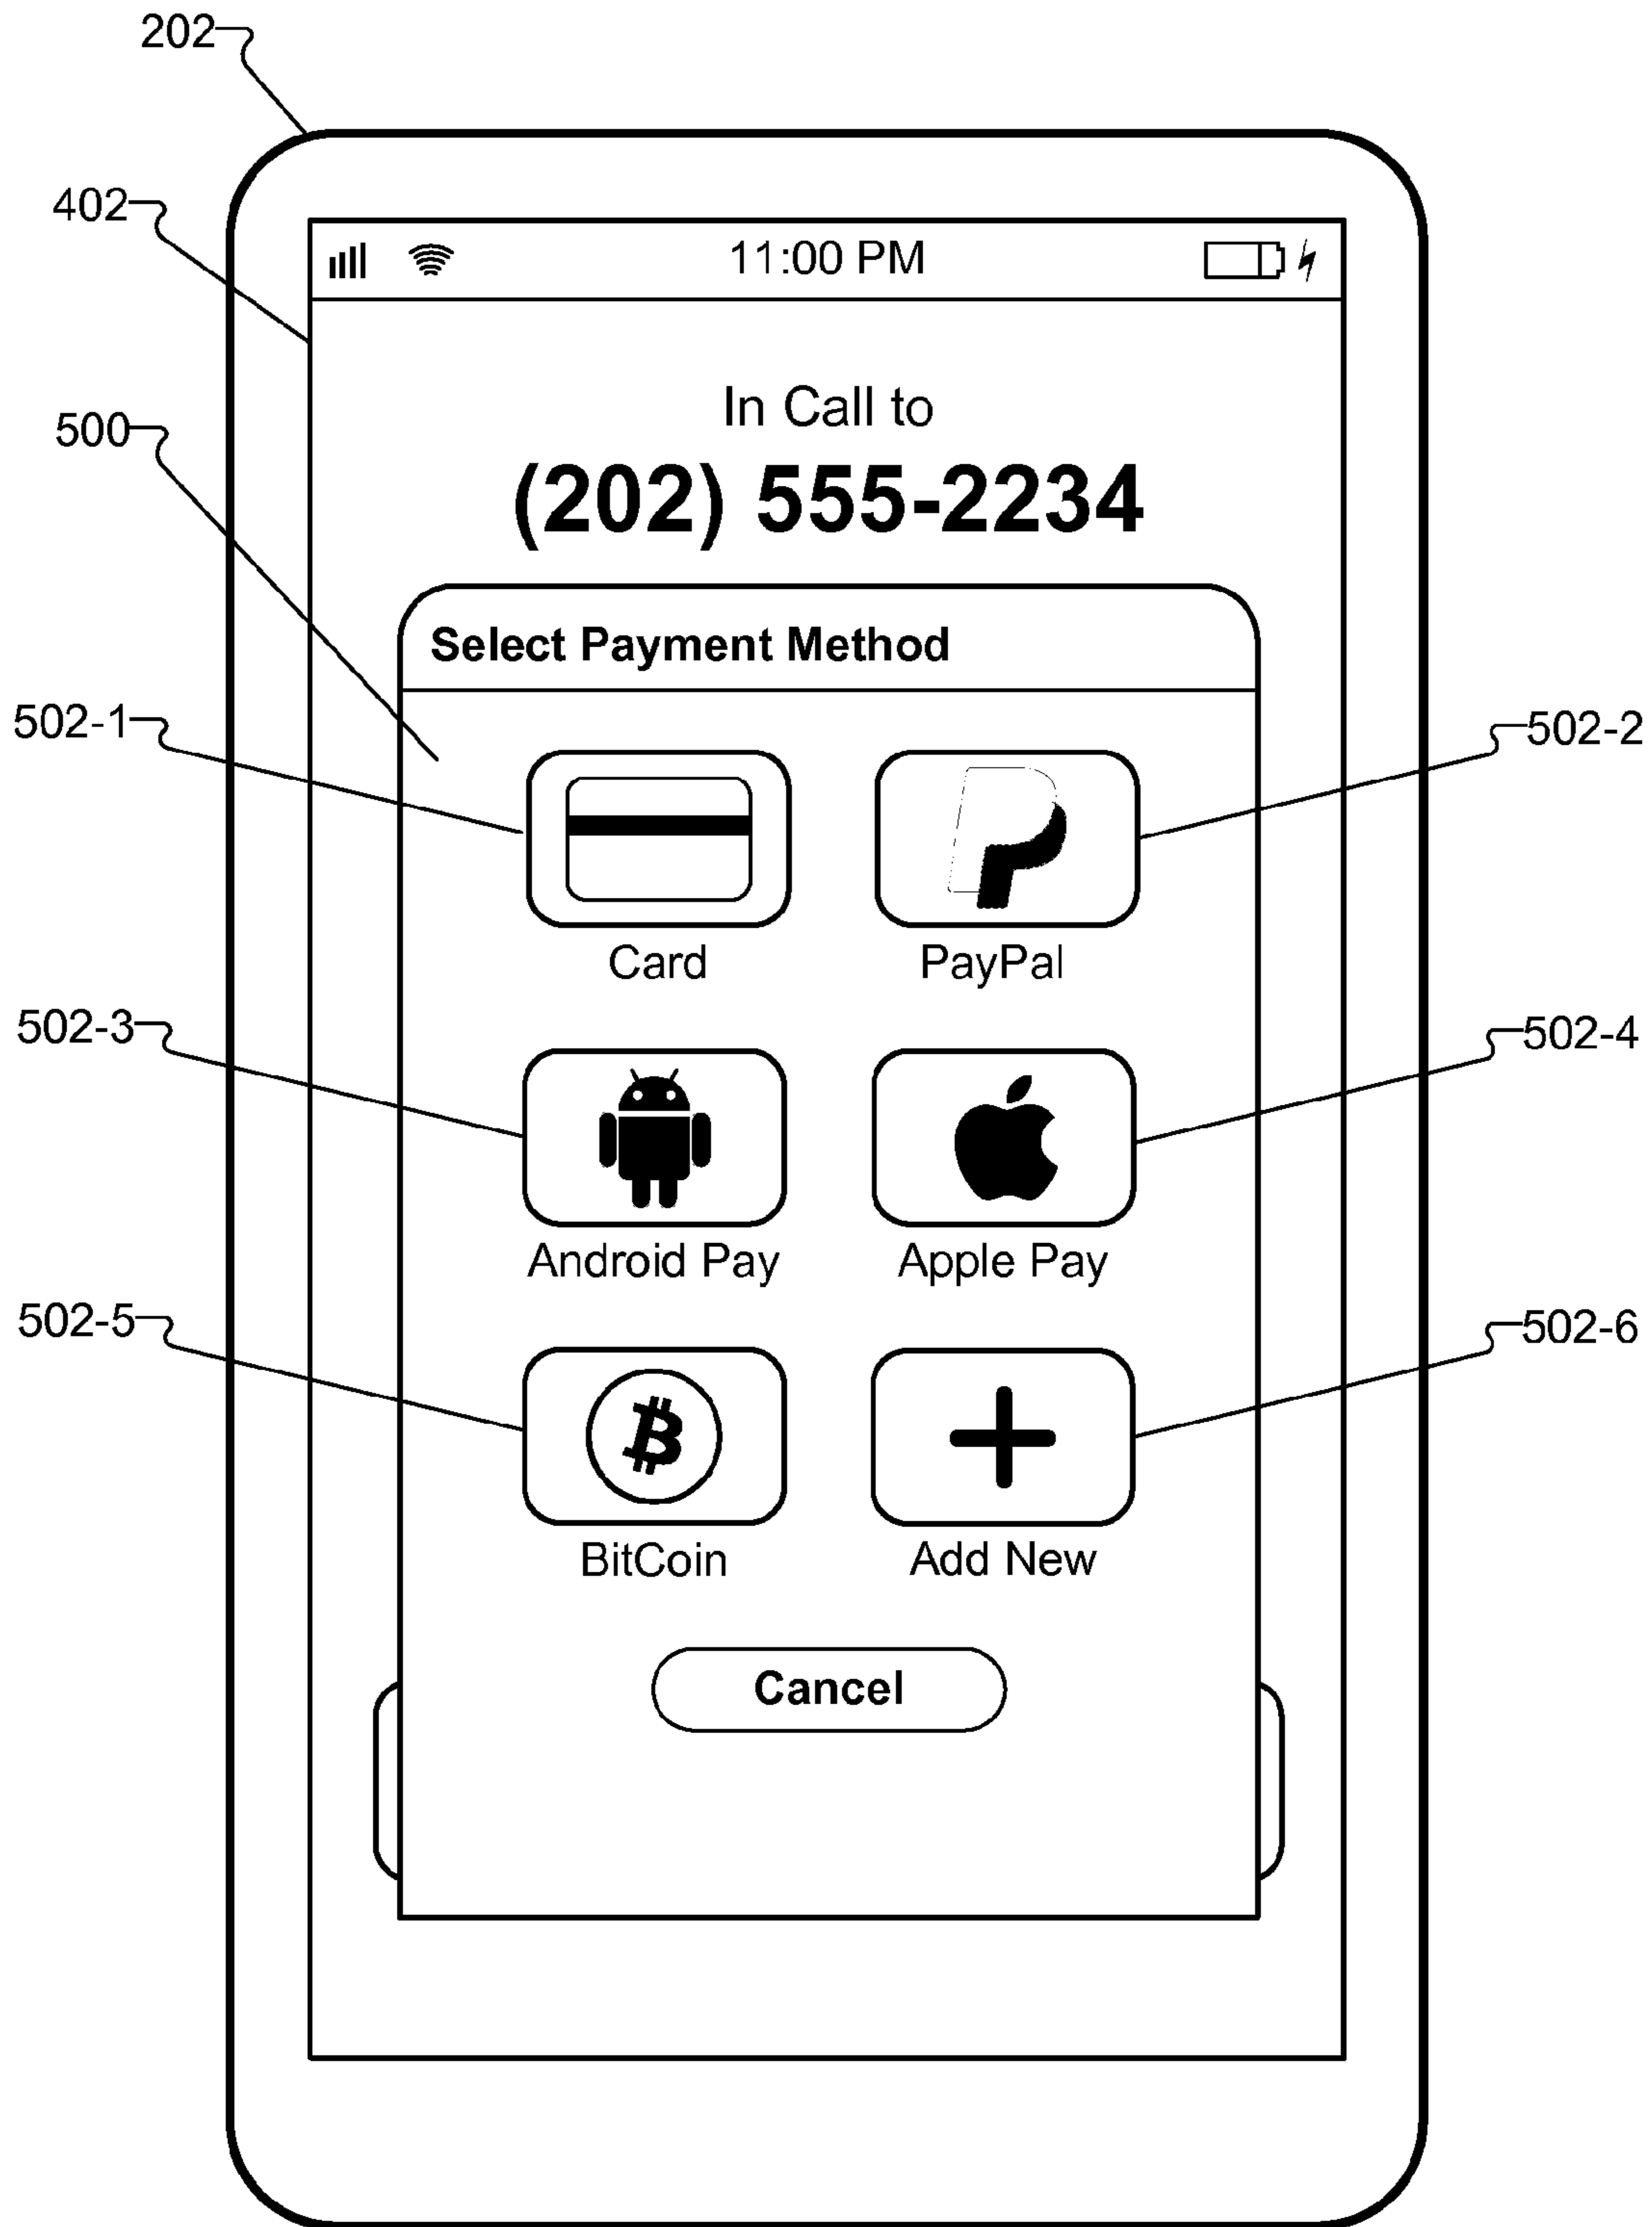 202
402
11:00 PM
In Call to
500
(202) 555-2234
Select Payment Method
502-1
502-2
Card
PayPal
502-3
502-4
Android Pay
Apple Pay
502-5
502-6
BitCoin
Add New
Cancel